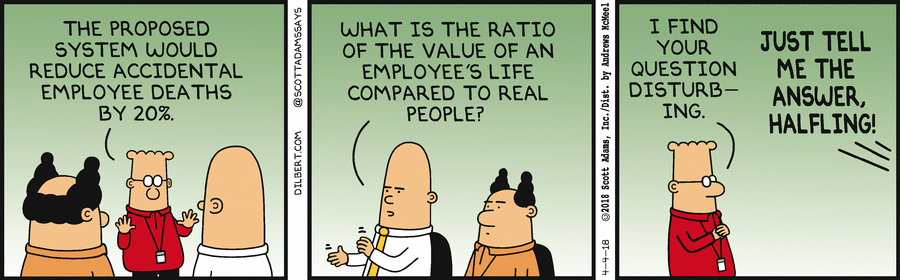 THE PROPOSED
SYSTEM WOULD
REDUCE ACCIDENTAL
EMPLOYEE DEATHS
BY 20%.
DILBERT.COM @SCOTTADAMSSAYS
WHAT IS THE RATIO
OF THE VALUE OF AN
EMPLOYEE'S LIFE
COMPARED TO REAL
PEOPLE?
4-4-18 ©2018 Scott Adams, Inc./Dist. by Andrews McMeel
I FIND
YOUR
QUESTION
DISTURB-
ING.
JUST TELL
ME THE
ANSWER,
HALFLING!